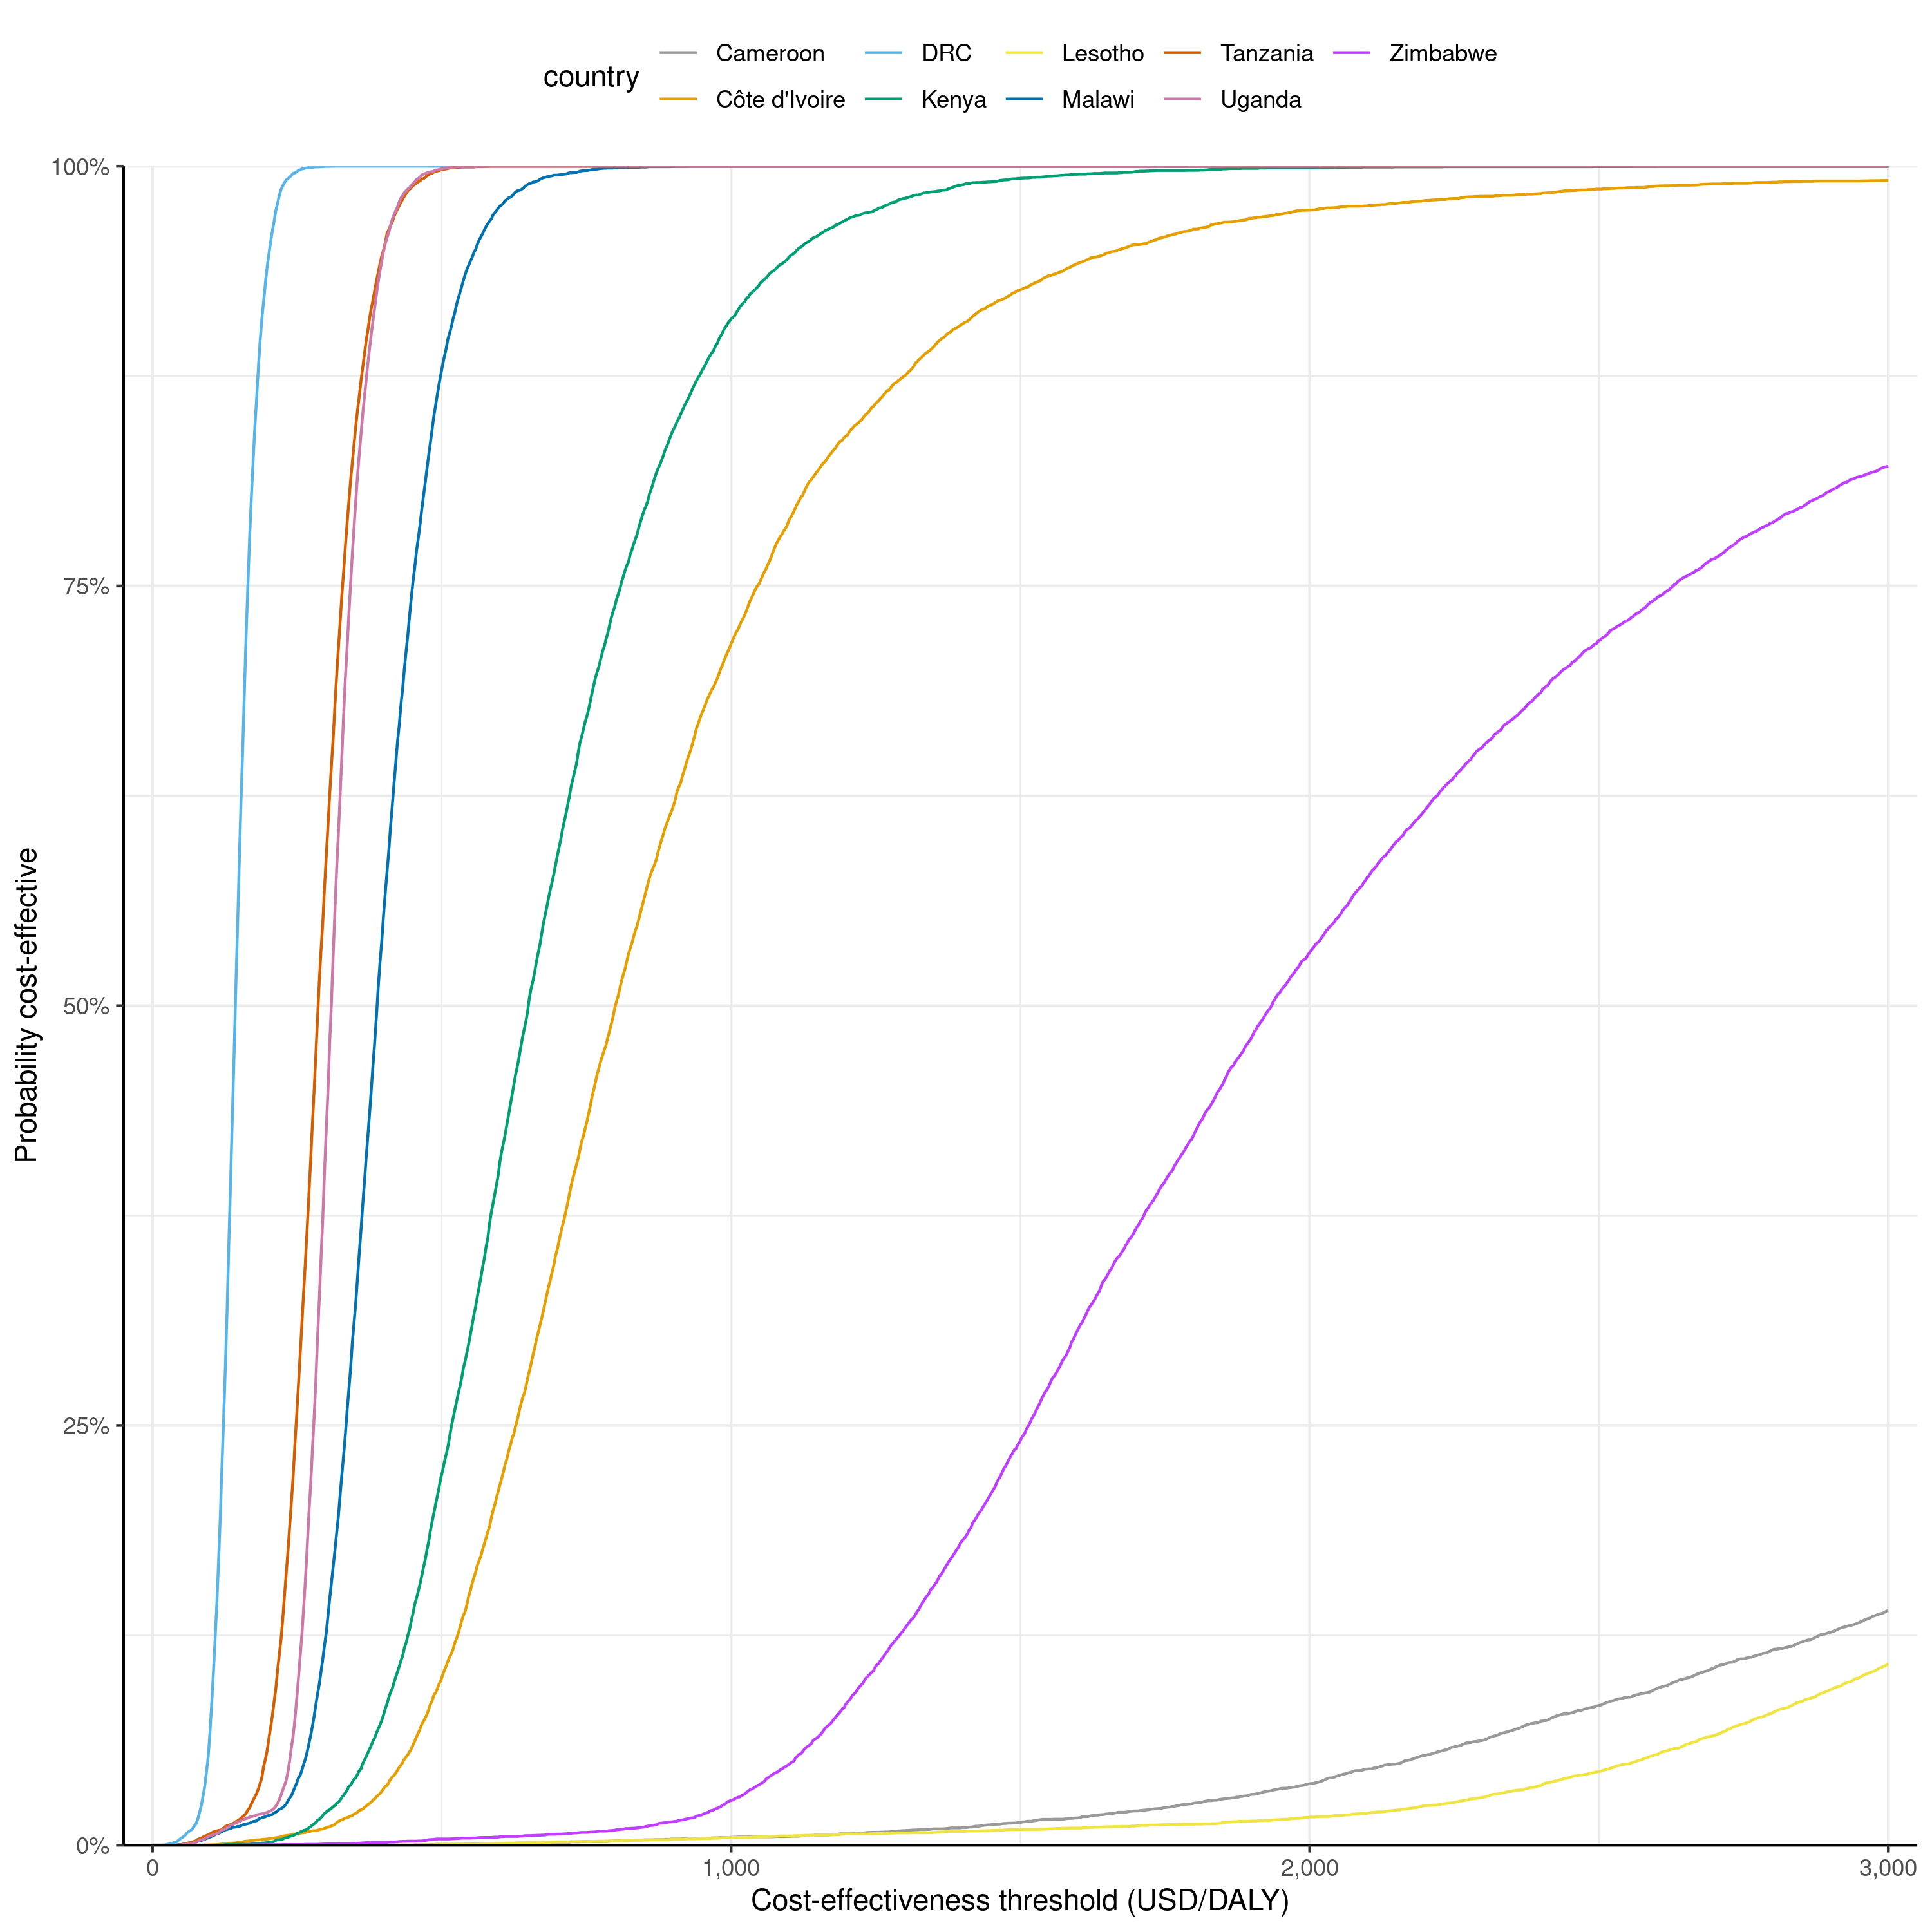 country
Cameroon DRC Lesotho Tanzania Zimbabwe
Côte d'Ivoire Kenya Malawi Uganda
100%
75%
50%
25%
0%
Probability cost-effective
0 1,000 2,000 3,000
Cost-effectiveness threshold (USD/DALY)